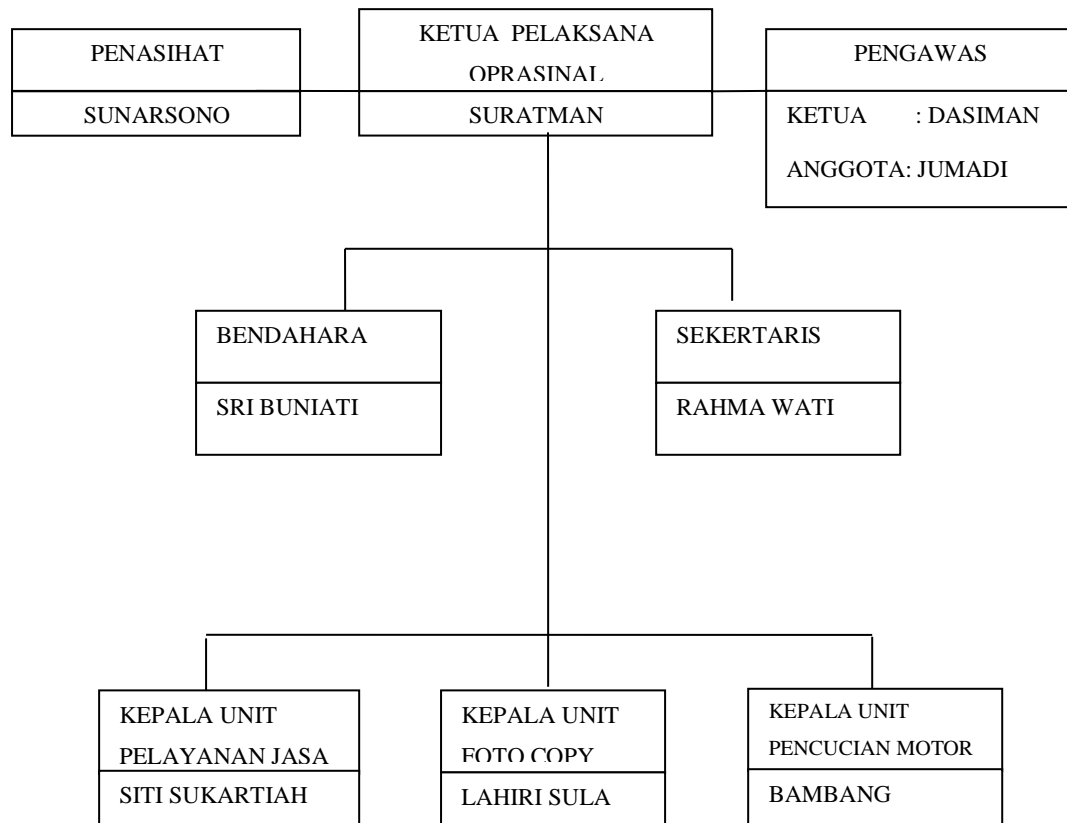 PENASIHAT
SUNARSONO
KETUA PELAKSANA
OPRASINAL
SURATMAN
PENGAWAS
KETUA : DASIMAN
ANGGOTA: JUMADI
BENDAHARA
SRI BUNIATI
SEKERTARIS
RAHMA WATI
KEPALA UNIT
PELAYANAN JASA
SITI SUKARTIAH
KEPALA UNIT
FOTO COPY
LAHIRI SULA
KEPALA UNIT
PENCUCIAN MOTOR
BAMBANG